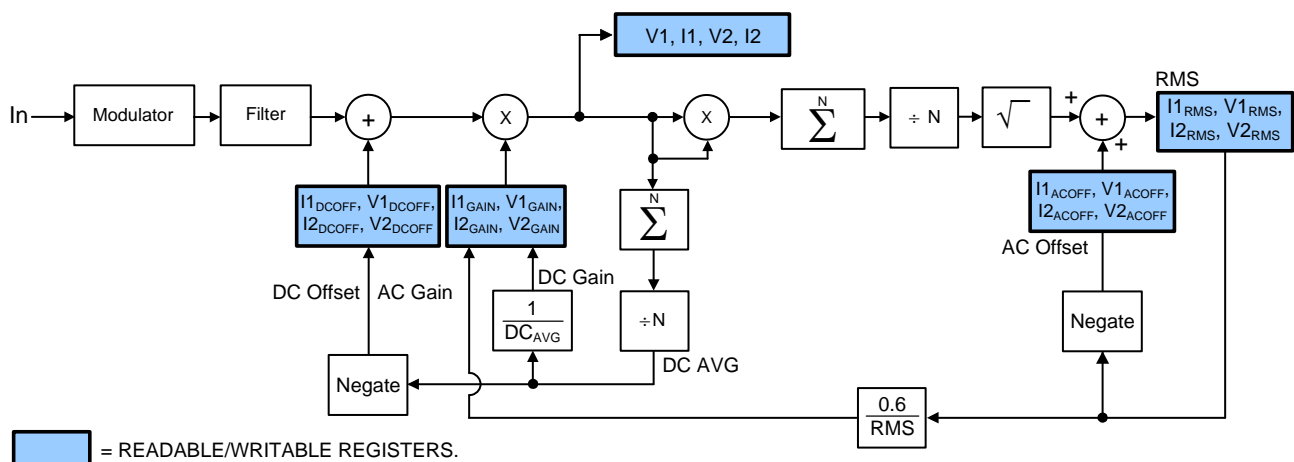 V1, I1, V2, I2
In
Modulator
Filter
+
X
X
N
∑
÷ N
√
+
+
+
RMS
I1RMS, V1RMS,
I2RMS, V2RMS
I1DCOFF, V1DCOFF,
I2DCOFF, V2DCOFF
I1GAIN, V1GAIN,
I2GAIN, V2GAIN
N
∑
I1ACOFF, V1ACOFF,
I2ACOFF, V2ACOFF
AC Offset
DC Offset
AC Gain
DC Gain
1
DCAVG
÷N
DC AVG
Negate
Negate
0.6
RMS
= READABLE/WRITABLE REGISTERS.